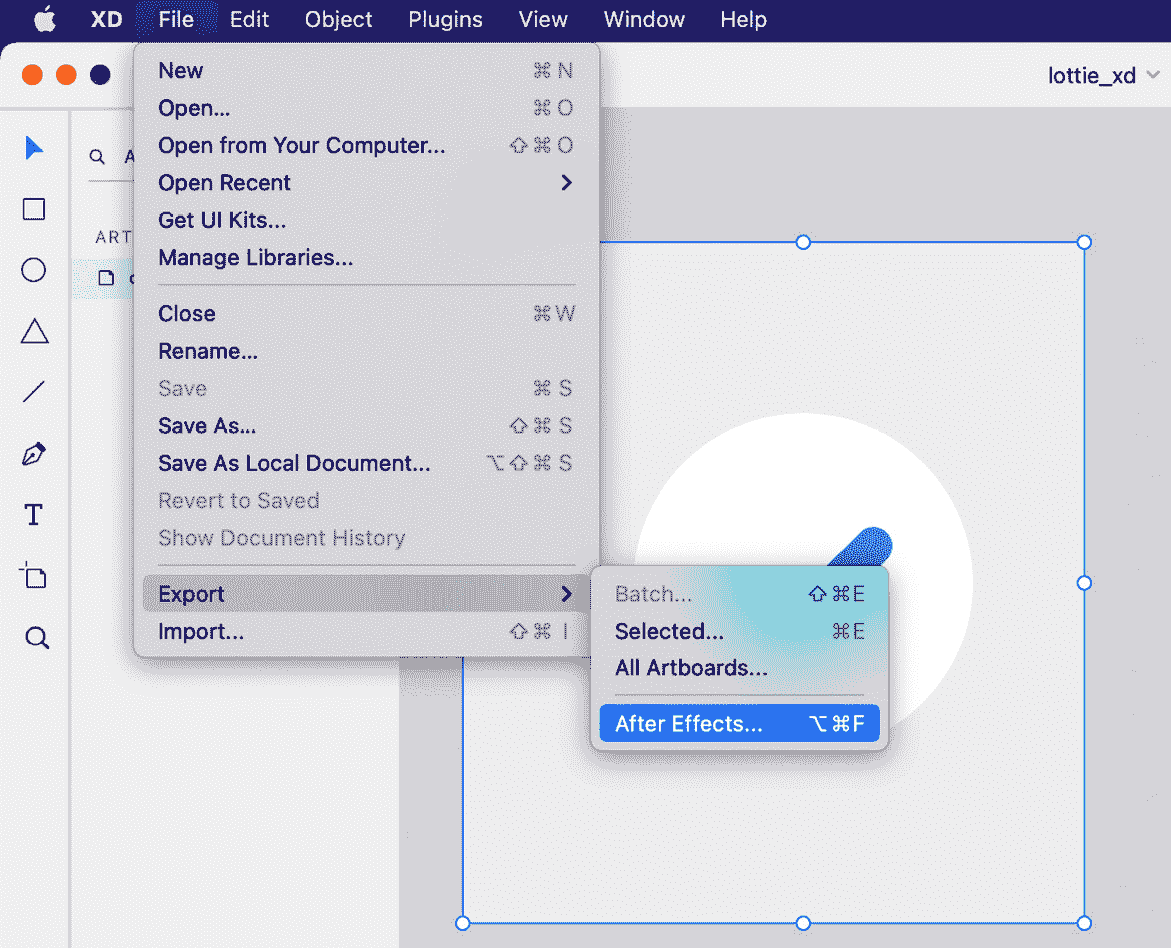 XD File Edit Object Plugins View Window Help
lottie_xd
New ⌘ N
Open... ⌘ O
Open from Your Computer... ⇧ ⌘ O
Open Recent
Get UI Kits...
Manage Libraries...
ART
Close ⌘ W
Rename...
Save ⌘ S
Save As... ⇧ ⌘ S
Save As Local Document... ⌥ ⇧ ⌘ S
Revert to Saved
Show Document History
Export
Import... ⇧ ⌘ I
Batch... ⇧ ⌘ E
Selected... ⌘ E
All Artboards...
After Effects... ⌥ ⌘ F